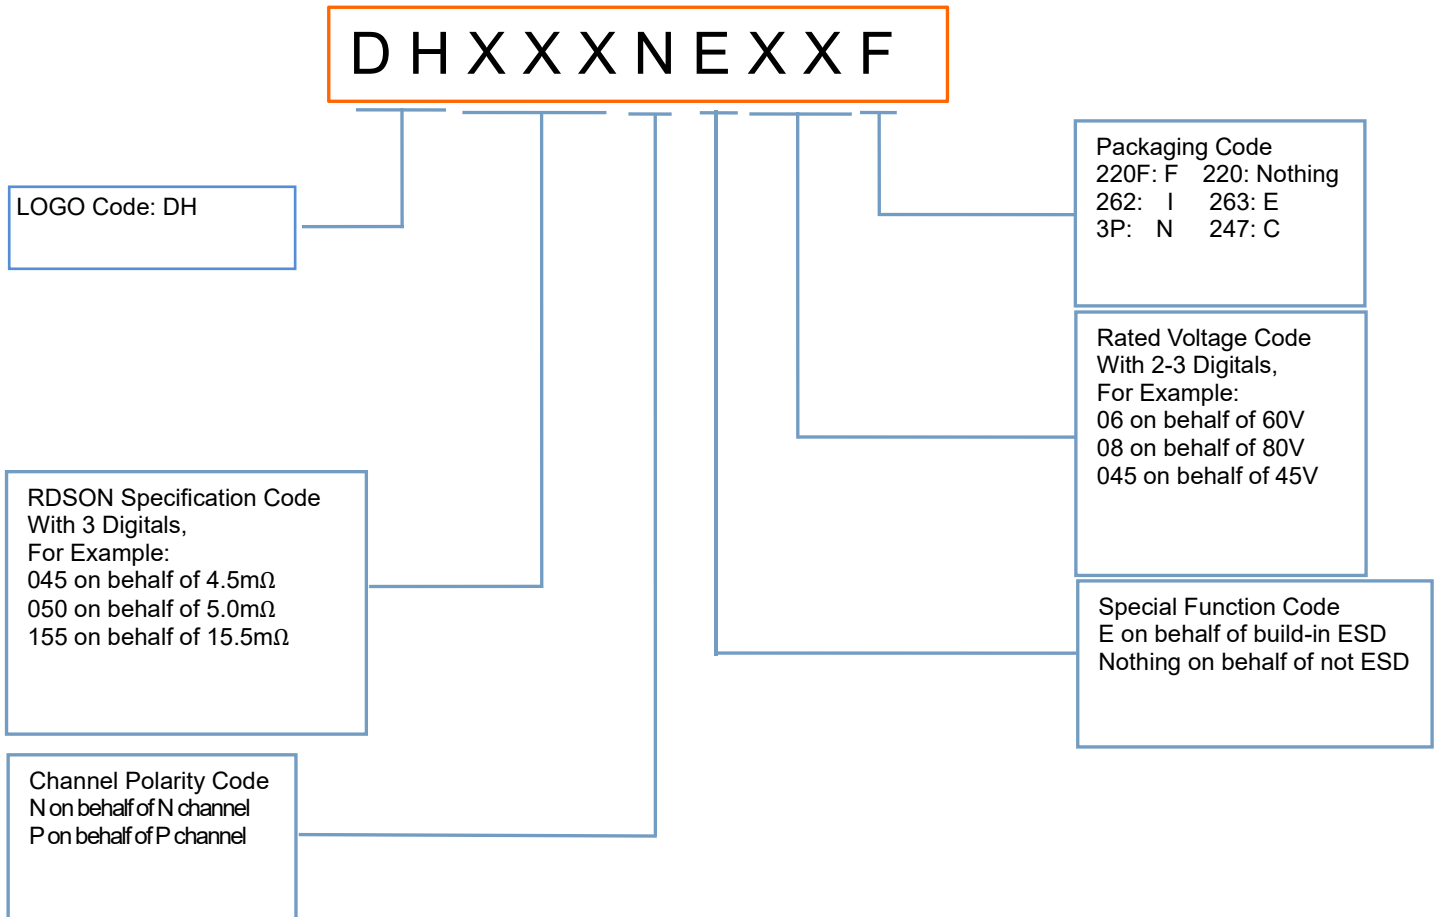 D H X X X N E X X F
LOGO Code: DH
RDSON Specification Code
With 3 Digitals,
For Example:
045 on behalf of 4.5mΩ
050 on behalf of 5.0mΩ
155 on behalf of 15.5mΩ
Channel Polarity Code
N on behalf of N channel
P on behalf of P channel
Packaging Code
220F: F 220: Nothing
262: I 263: E
3P: N 247: C
Rated Voltage Code
With 2-3 Digitals,
For Example:
06 on behalf of 60V
08 on behalf of 80V
045 on behalf of 45V
Special Function Code
E on behalf of build-in ESD
Nothing on behalf of not ESD